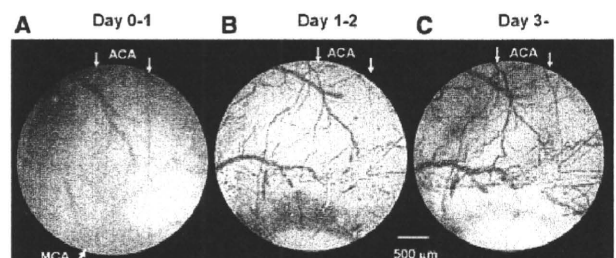 A Day 0-1
B Day 1-2
C Day 3-
ACA
ACA
ACA
MCA
500 µm